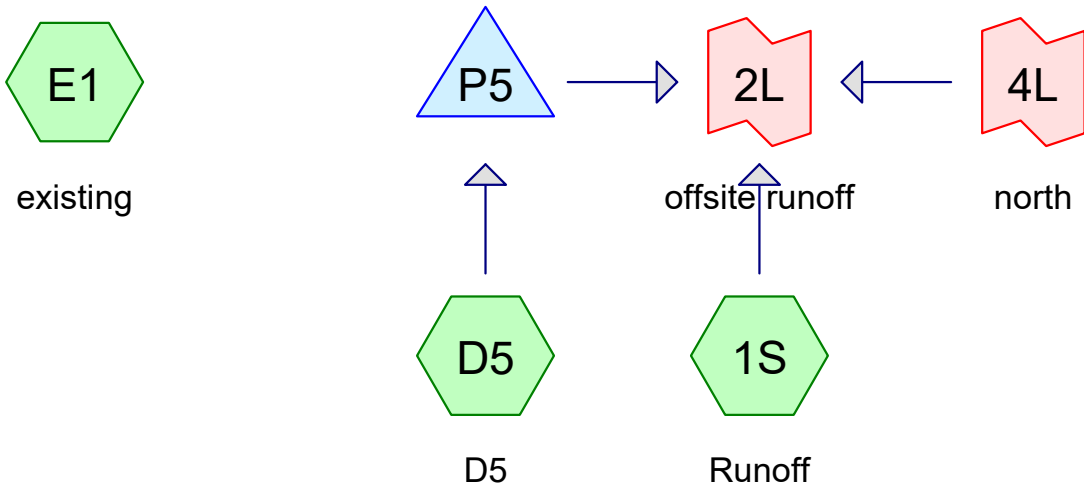 E1
P5
2L
4L
existing
offsite runoff
north
D5
1S
D5
Runoff